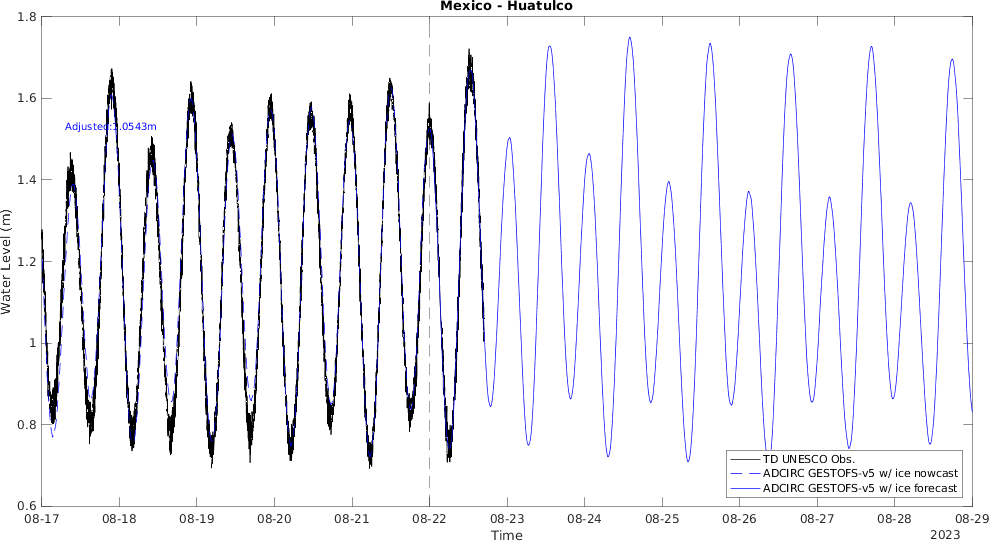 Mexico - Huatulco
1.8
1.6
1.4
1.2
1
0.8
0.6
Water Level (m)
Adjusted:1.0543m
TD UNESCO Obs.
ADCIRC GESTOFS-v5 w/ ice nowcast
ADCIRC GESTOFS-v5 w/ ice forecast
08-17 08-18 08-19 08-20 08-21 08-22 08-23 08-24 08-25 08-26 08-27 08-28 08-29
Time
2023